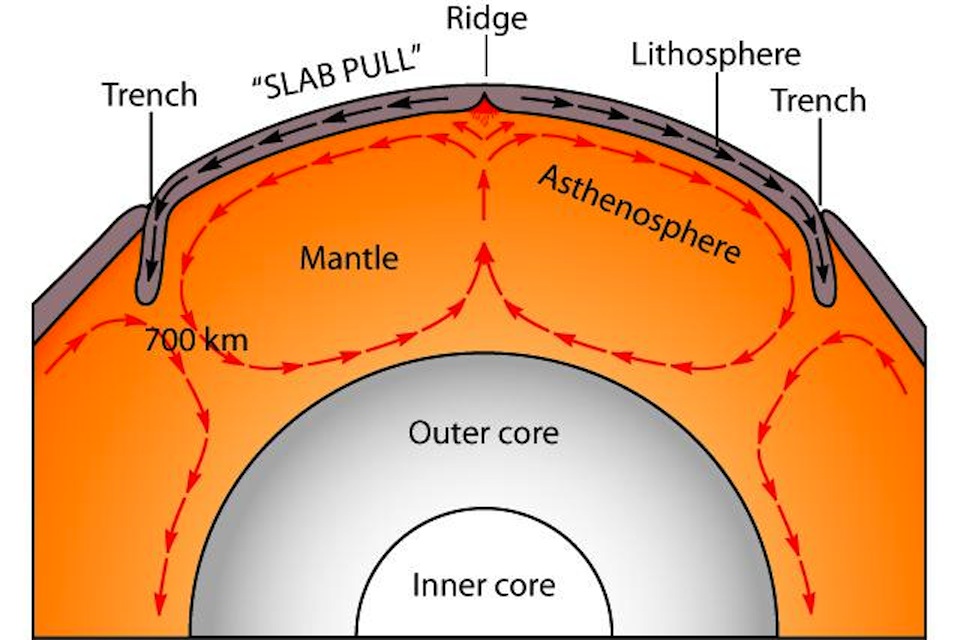 Ridge
"SLAB PULL"
Lithosphere
Trench
Trench
Asthenosphere
Mantle
700 km
Outer core
Inner core